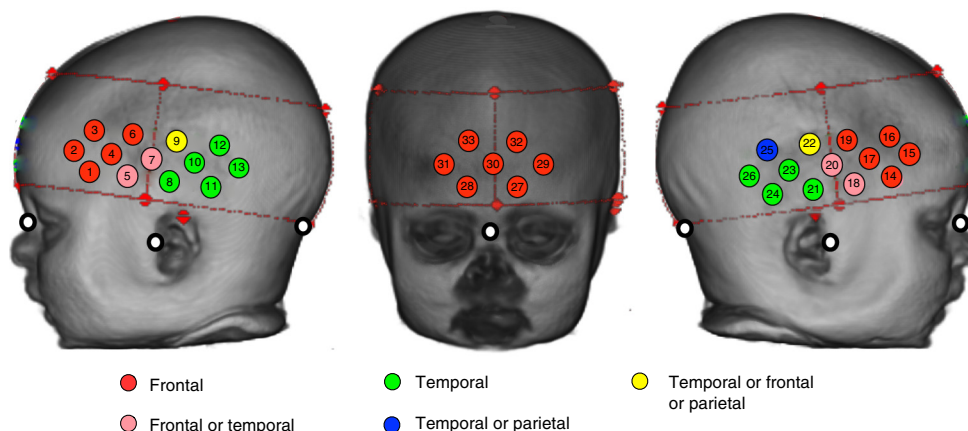 3 6 9 12
2 4 7 10 13
1 5 8 11
33 32
31 30 29
28 27
25 22 19 16
26 23 20 17 15
24 21 18 14
Frontal
Temporal
Temporal or frontal
or parietal
Frontal or temporal
Temporal or parietal